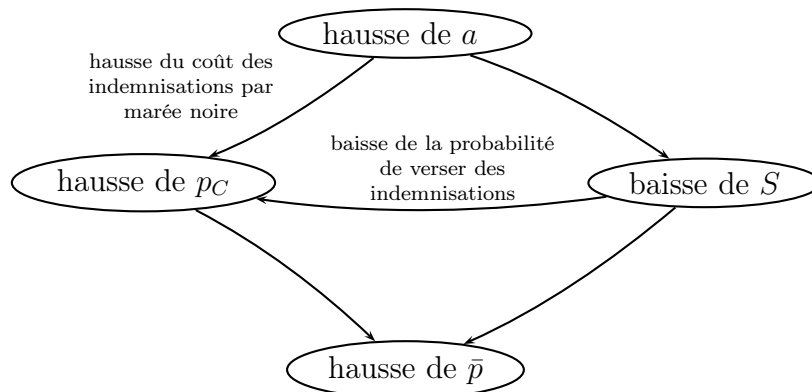 hausse de a
hausse du coût des
indemnisations par
marée noire
baisse de la probabilité
de verser des
indemnisations
hausse de p_C
baisse de S
hausse de p̄